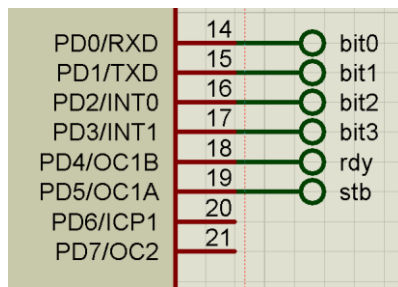 PD0/RXD 14 bit0
PD1/TXD 15 bit1
PD2/INT0 16 bit2
PD3/INT1 17 bit3
PD4/OC1B 18 rdy
PD5/OC1A 19 stb
PD6/ICP1 20
PD7/OC2 21